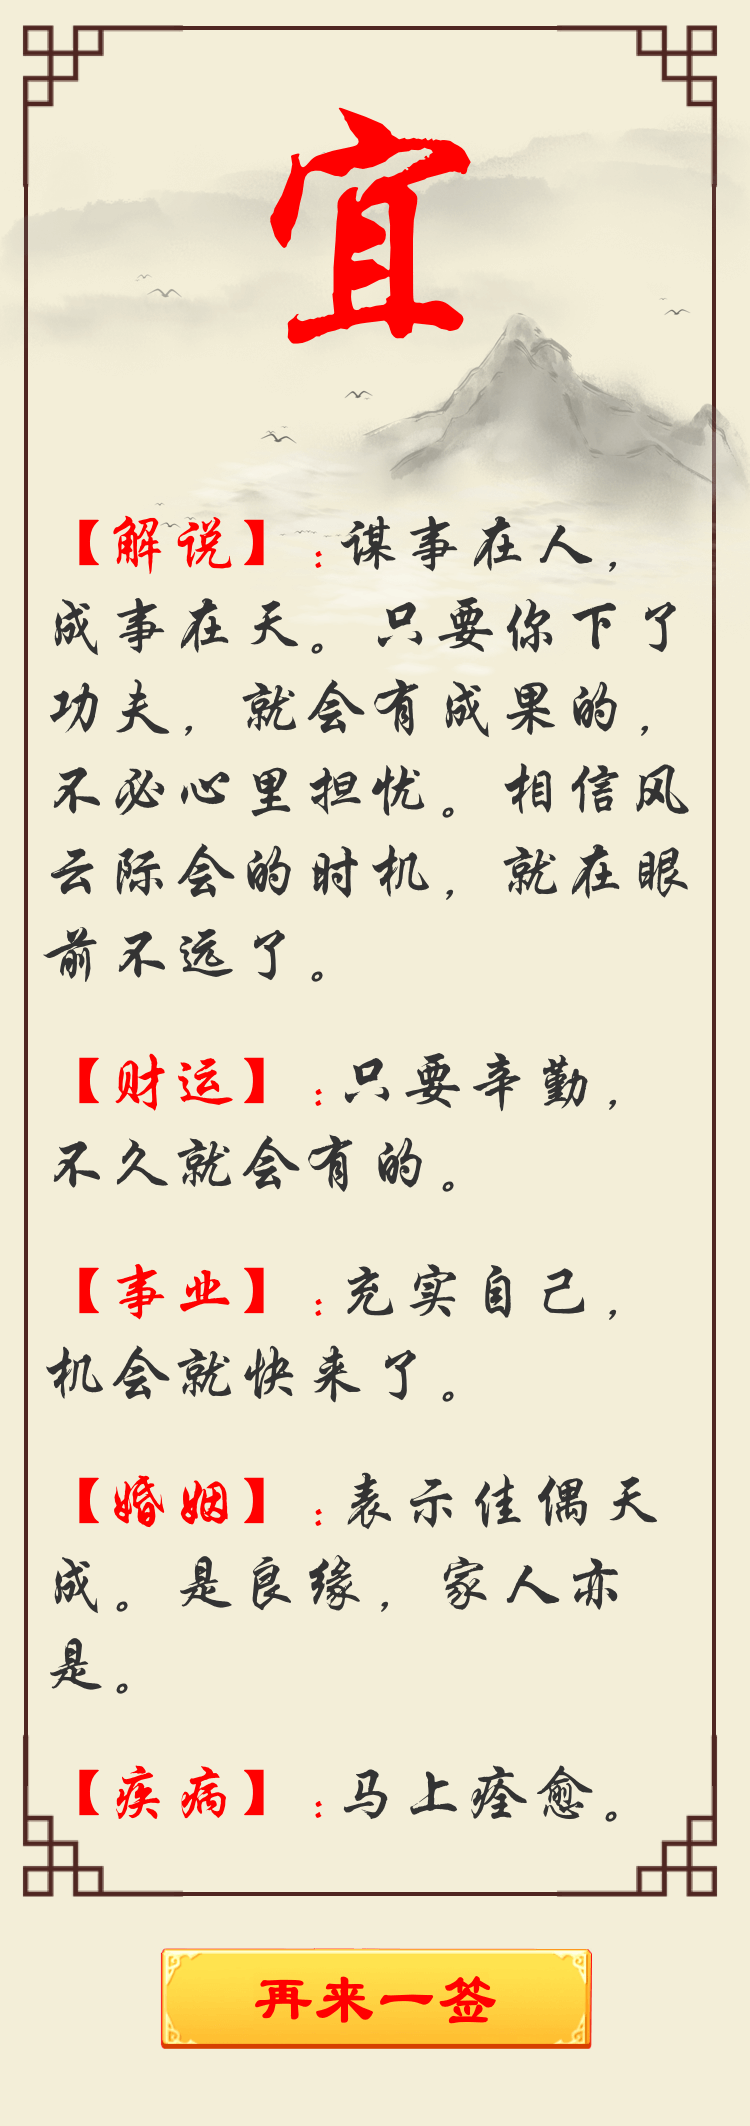 宜
【解说】:谋事在人,
成事在天。只要你下了
功夫,就会有成果的,
不必心里担忧。相信风
云际会的时机,就在眼
前不远了。
【财运】:只要辛勤,
不久就会有的。
【事业】:充实自己,
机会就快来了。
【婚姻】:表示佳偶天
成。是良缘,家人亦
是。
【疾病】:马上痊愈。
再来一签